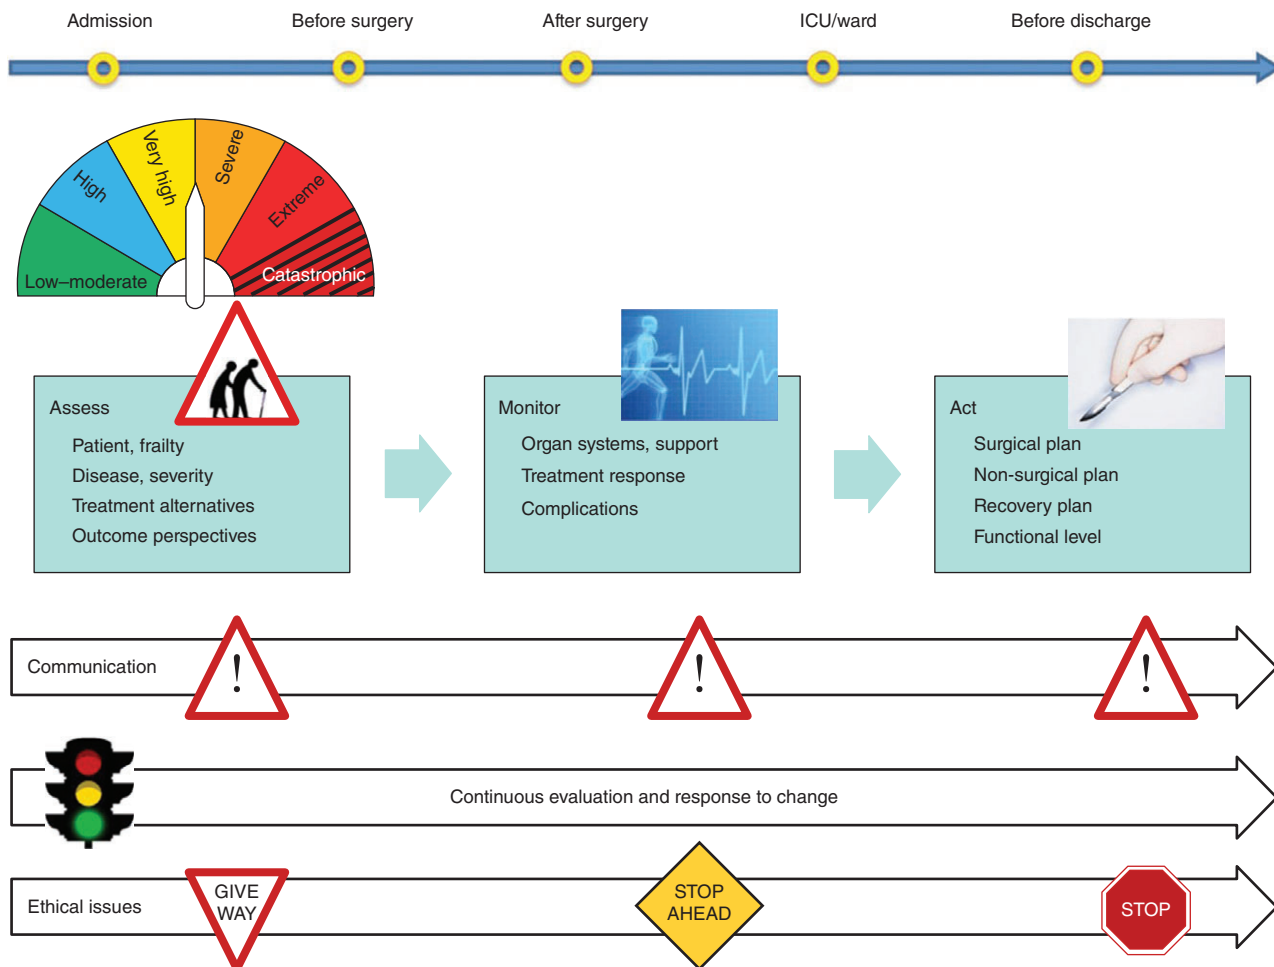 Admission
Before surgery
After surgery
ICU/ward
Before discharge
Low–moderate
High
Very high
Severe
Extreme
Catastrophic
Assess
Patient, frailty
Disease, severity
Treatment alternatives
Outcome perspectives
Monitor
Organ systems, support
Treatment response
Complications
Act
Surgical plan
Non-surgical plan
Recovery plan
Functional level
Communication
!
!
!
Continuous evaluation and response to change
Ethical issues
GIVE
WAY
STOP
AHEAD
STOP